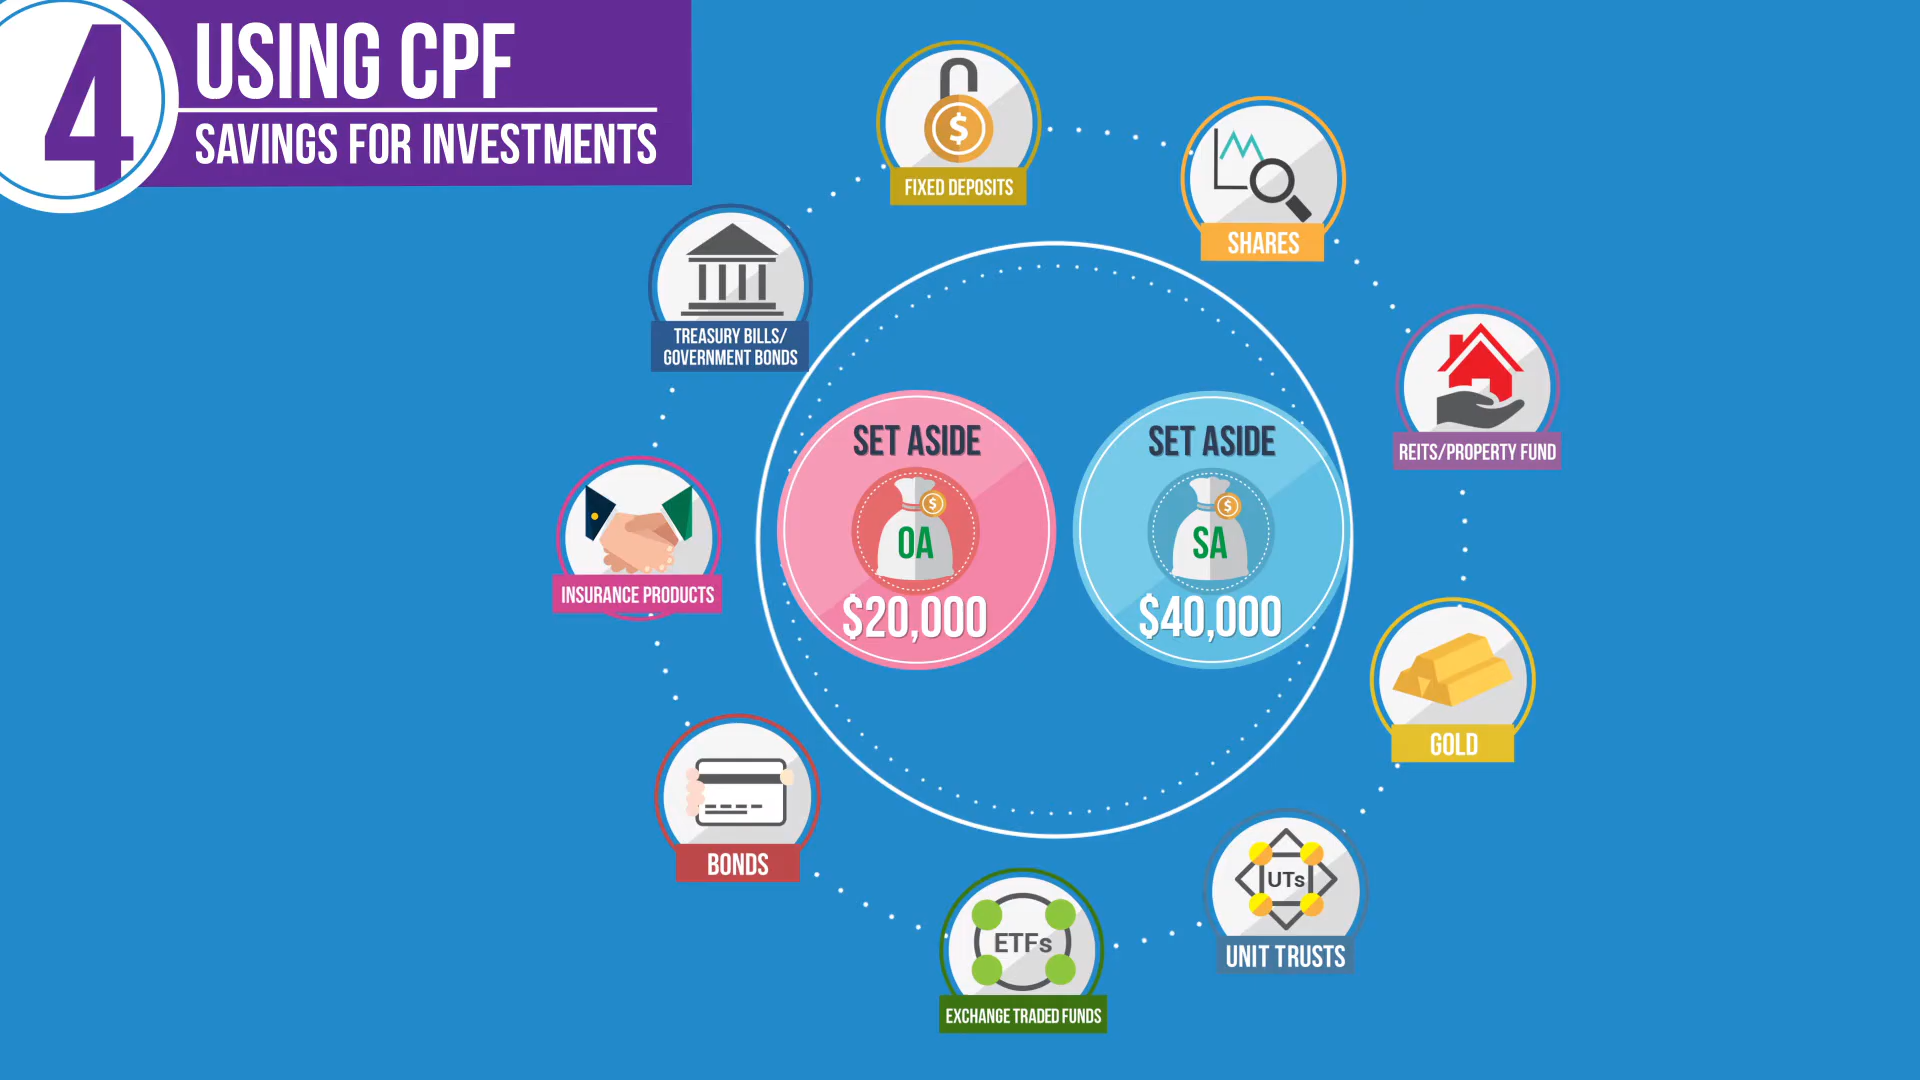 4
USING CPF
SAVINGS FOR INVESTMENTS
$
FIXED DEPOSITS
SHARES
TREASURY BILLS/
GOVERNMENT BONDS
REITS/PROPERTY FUND
SET ASIDE
$
OA
$20,000
SET ASIDE
$
SA
$40,000
INSURANCE PRODUCTS
GOLD
BONDS
UTs
UNIT TRUSTS
ETFs
EXCHANGE TRADED FUNDS